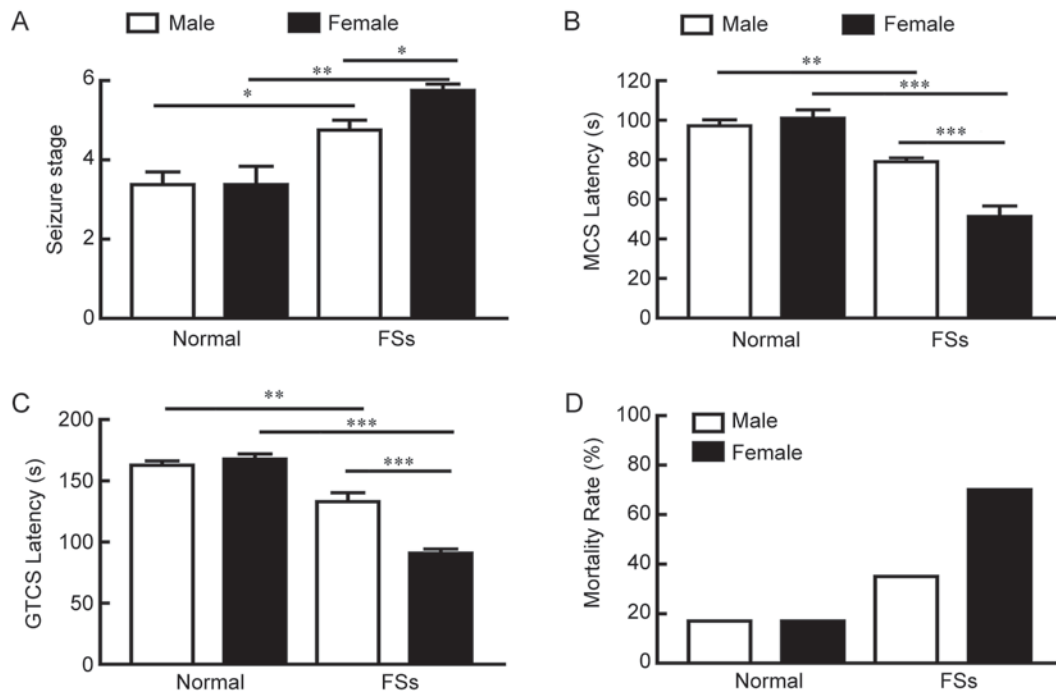 A
Male
Female
Seizure stage
6
4
2
0
*
**
*
Normal
FSs
B
Male
Female
MCS Latency (s)
120
100
80
60
40
20
0
**
***
***
Normal
FSs
C
GTCS Latency (s)
200
150
100
50
0
**
***
***
Normal
FSs
D
Male
Female
Mortality Rate (%)
100
80
60
40
20
0
Normal
FSs